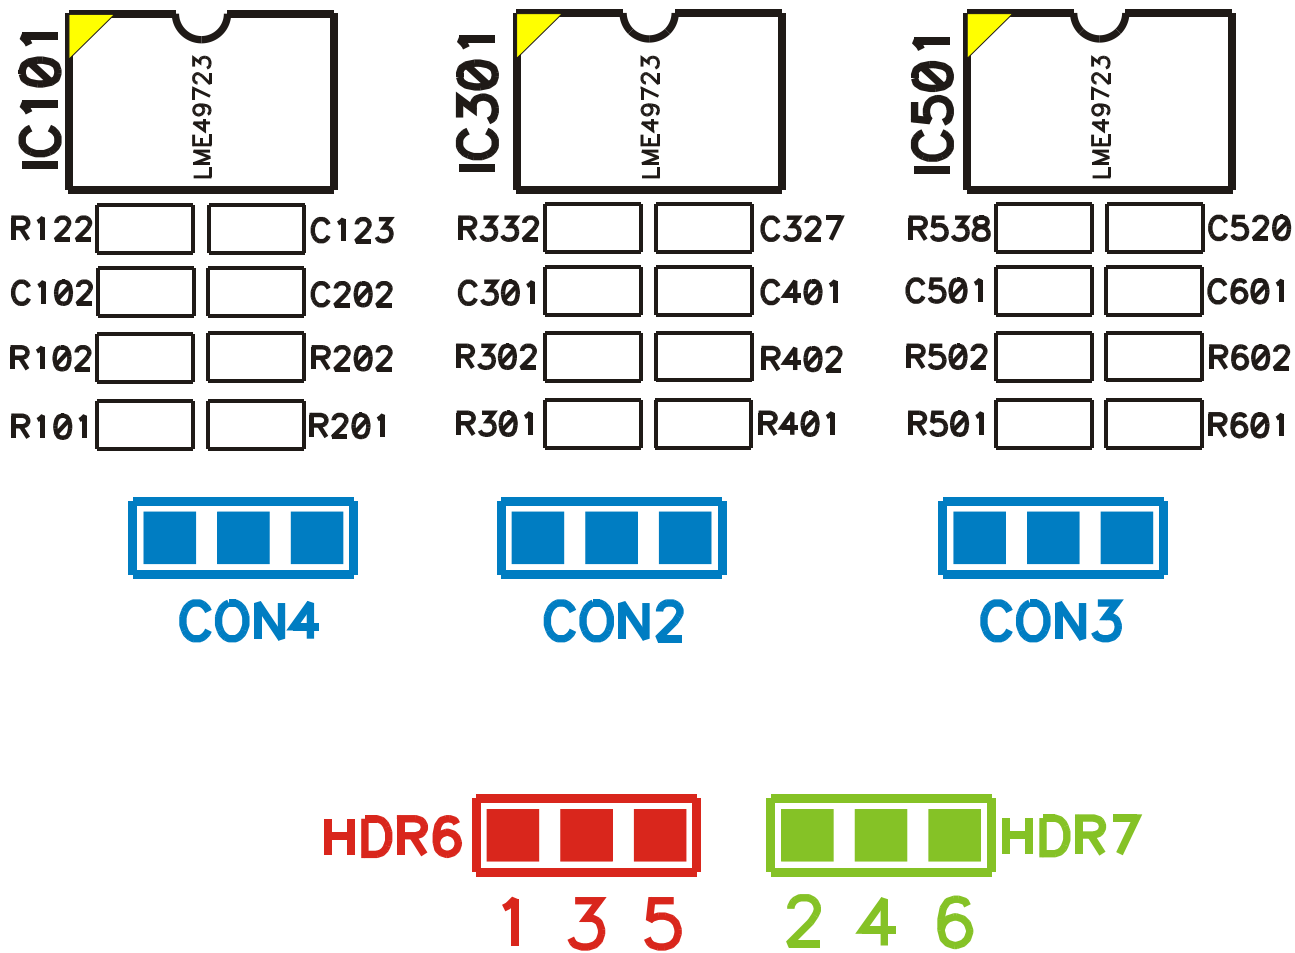 IC101 IC301 IC501
LME49723 LME49723 LME49723
R122 C123 R332 C327 R538 C520
C102 C202 C301 C401 C501 C601
R102 R202 R302 R402 R502 R602
R101 R201 R301 R401 R501 R601
CON4 CON2 CON3
HDR6 HDR7
1 3 5 2 4 6